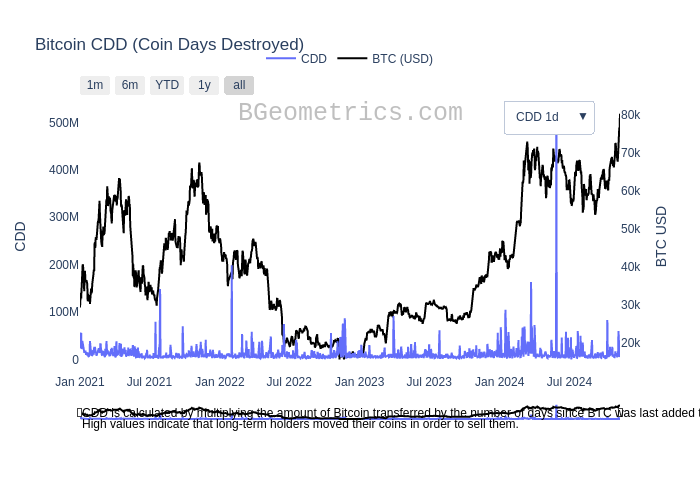 Bitcoin CDD (Coin Days Destroyed)
CDD BTC (USD)
1m 6m YTD 1y all
BGeometrics.com
CDD 1d ▼
500M
400M
300M
200M
100M
0
CDD
80k
70k
60k
50k
40k
30k
20k
BTC USD
Jan 2021 Jul 2021 Jan 2022 Jul 2022 Jan 2023 Jul 2023 Jan 2024 Jul 2024
CDD is calculated by multiplying the amount of Bitcoin transferred by the number of days since BTC was last added t
High values indicate that long-term holders moved their coins in order to sell them.